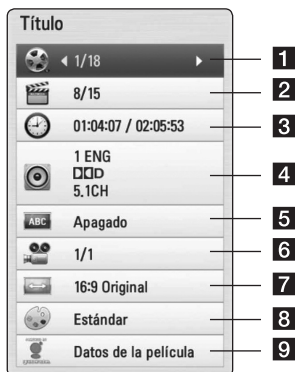 Título
1/18
1
8/15
2
01:04:07 / 02:05:53
3
1 ENG
DD D
5.1CH
4
ABC
Apagado
5
1/1
6
16:9 Original
7
Estándar
8
Datos de la película
9